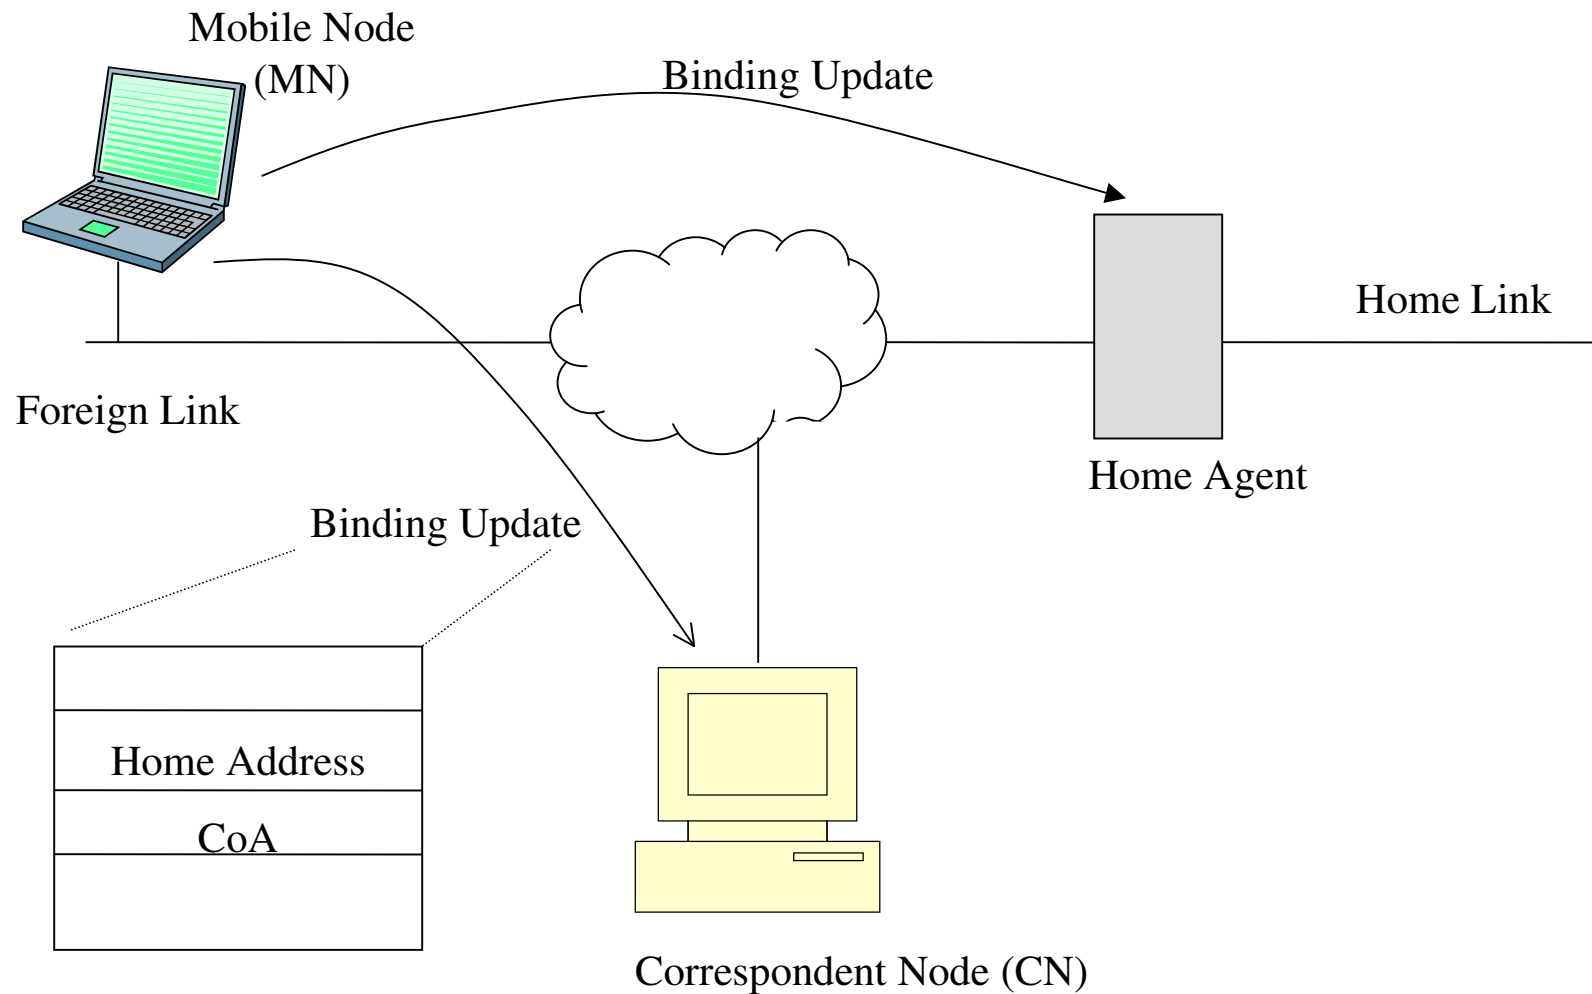 Mobile Node
(MN)
Binding Update
Home Link
Foreign Link
Home Agent
Binding Update
Home Address
CoA
Correspondent Node (CN)